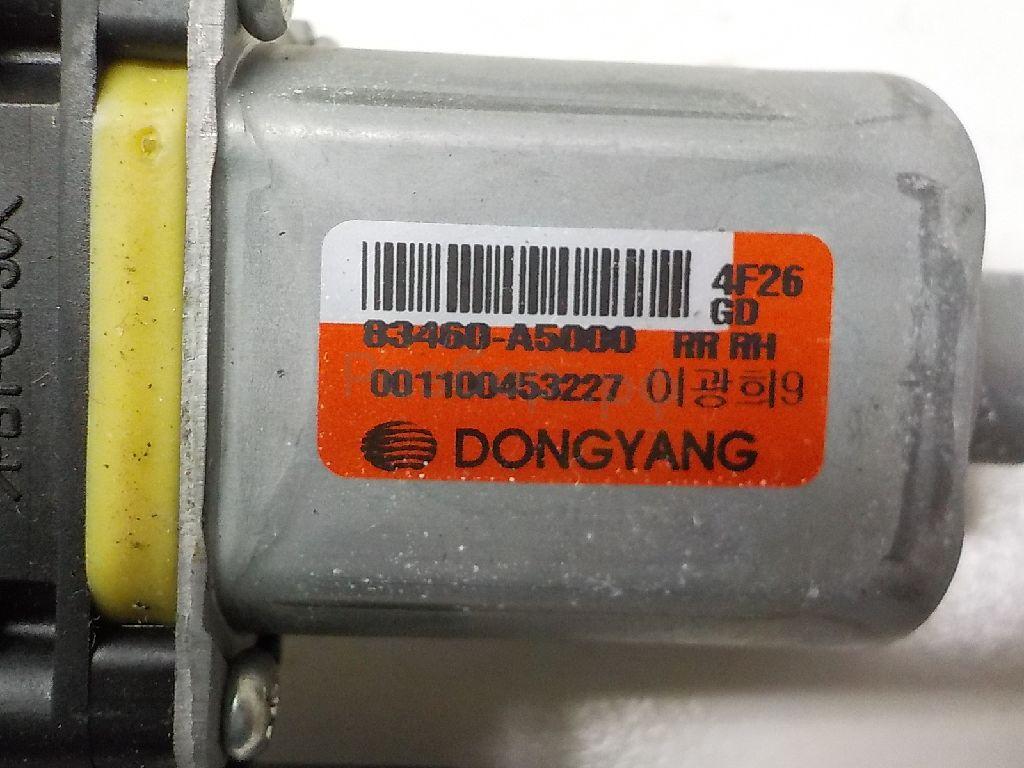 4F26
GD
83460-A5000 RR RH
001100453227 이광희9
DONGYANG